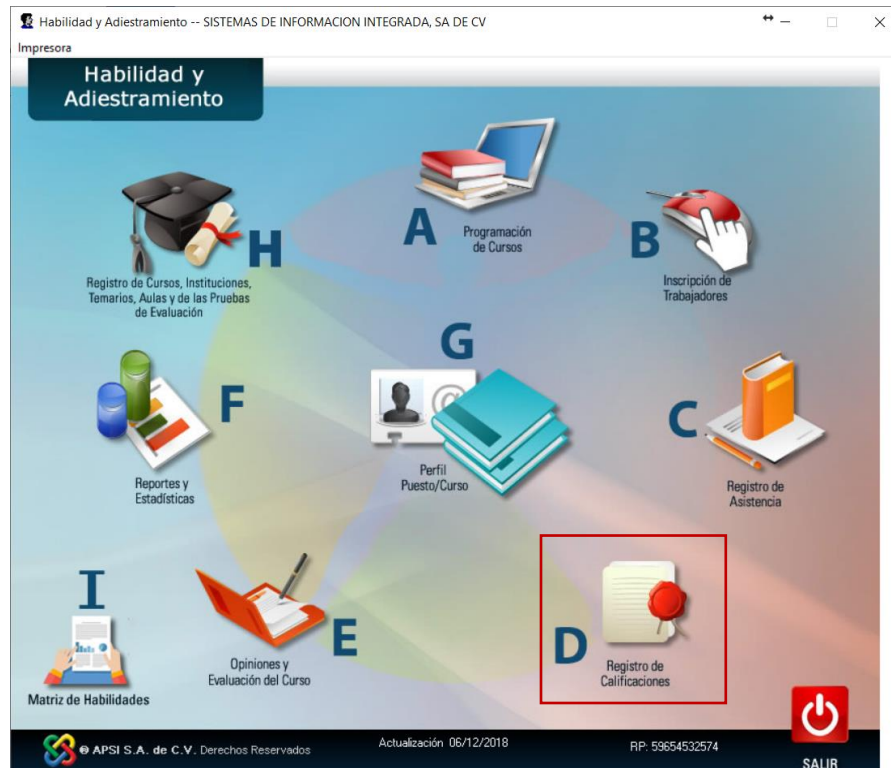 Habilidad y Adiestramiento -- SISTEMAS DE INFORMACION INTEGRADA, SA DE CV
Impresora
Habilidad y
Adiestramiento
A
Programación
de Cursos
B
Inscripción de
Trabajadores
H
Registro de Cursos, Instituciones,
Temarios, Aulas y de las Pruebas
de Evaluación
G
Perfil
Puesto/Curso
F
Reportes y
Estadísticas
C
Registro de
Asistencia
I
Matriz de Habilidades
E
Opiniones y
Evaluación del Curso
D
Registro de
Calificaciones
® APSI S.A. de C.V. Derechos Reservados
Actualización 06/12/2018
RP: 59654532574
SALIR